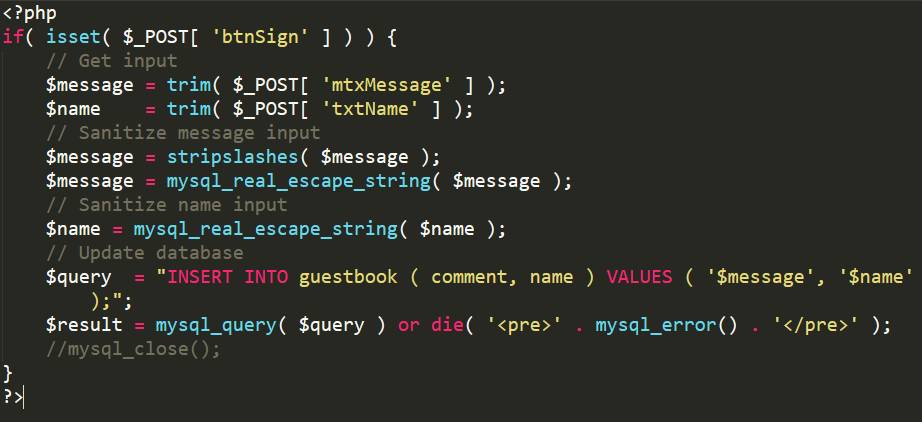 <?php
if( isset( $_POST[ 'btnSign' ] ) ) {
    // Get input
    $message = trim( $_POST[ 'mtxMessage' ] );
    $name    = trim( $_POST[ 'txtName' ] );
    // Sanitize message input
    $message = stripslashes( $message );
    $message = mysql_real_escape_string( $message );
    // Sanitize name input
    $name = mysql_real_escape_string( $name );
    // Update database
    $query  = "INSERT INTO guestbook ( comment, name ) VALUES ( '$message', '$name'
        );";
    $result = mysql_query( $query ) or die( '<pre>' . mysql_error() . '</pre>' );
    //mysql_close();
}
?>